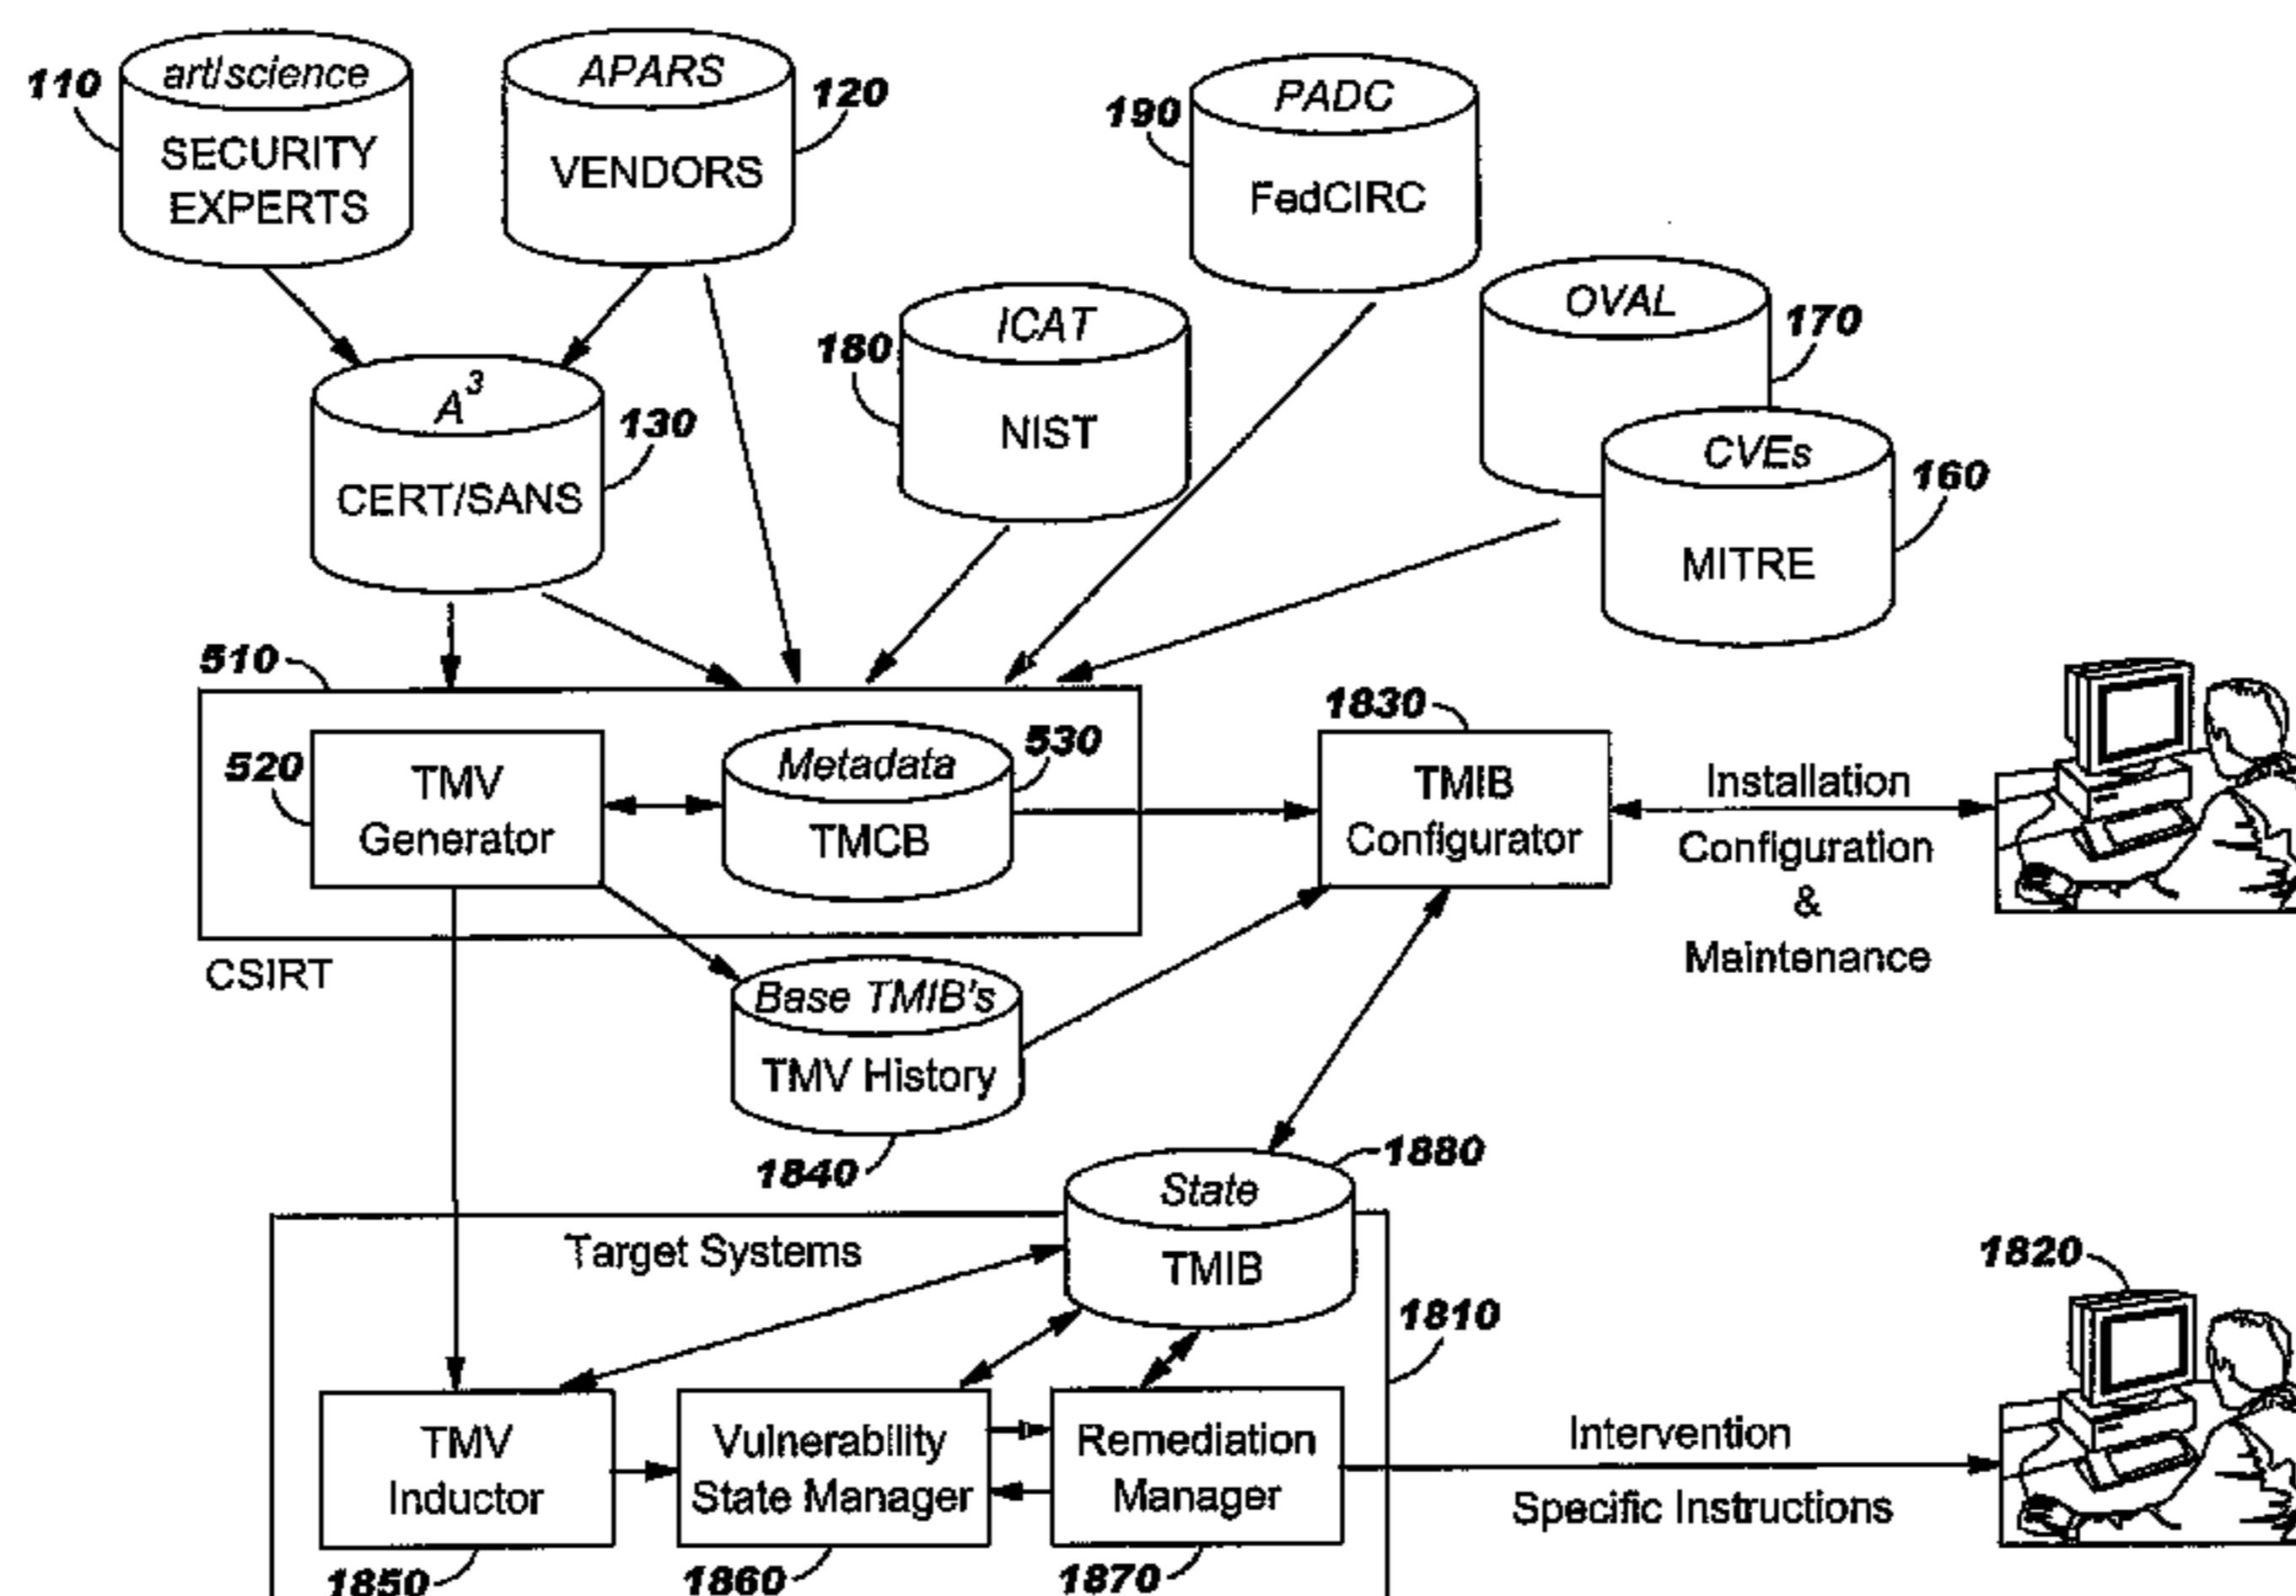 110
art/science
SECURITY
EXPERTS
APARS
VENDORS
120
190
PADC
FedCIRC
A3
CERT/SANS
130
180
ICAT
NIST
OVAL
170
CVEs
MITRE
160
510
520
TMV
Generator
Metadata
TMCB
530
CSIRT
1830
TMIB
Configurator
Installation
Configuration
&
Maintenance
Base TMIB's
TMV History
1840
State
TMIB
1880
Target Systems
1810
1820
TMV
Inductor
1850
Vulnerability
State Manager
1860
Remediation
Manager
1870
Intervention
Specific Instructions